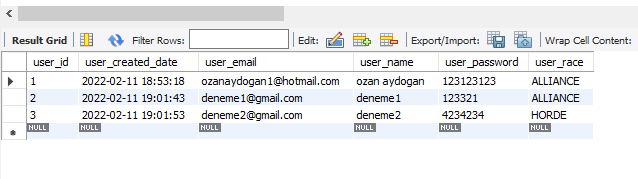 Result Grid Filter Rows: Edit: Export/Import: Wrap Cell Content:
user_id user_created_date user_email user_name user_password user_race
1 2022-02-11 18:53:18 ozanaydogan1@hotmail.com ozan aydogan 123123123 ALLIANCE
2 2022-02-11 19:01:43 deneme1@gmail.com deneme1 123321 ALLIANCE
3 2022-02-11 19:01:53 deneme2@gmail.com deneme2 4234234 HORDE
NULL NULL NULL NULL NULL NULL